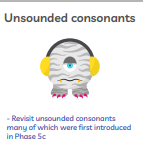 Unsounded consonants
- Revisit unsounded consonants
many of which were first introduced
in Phase 5c